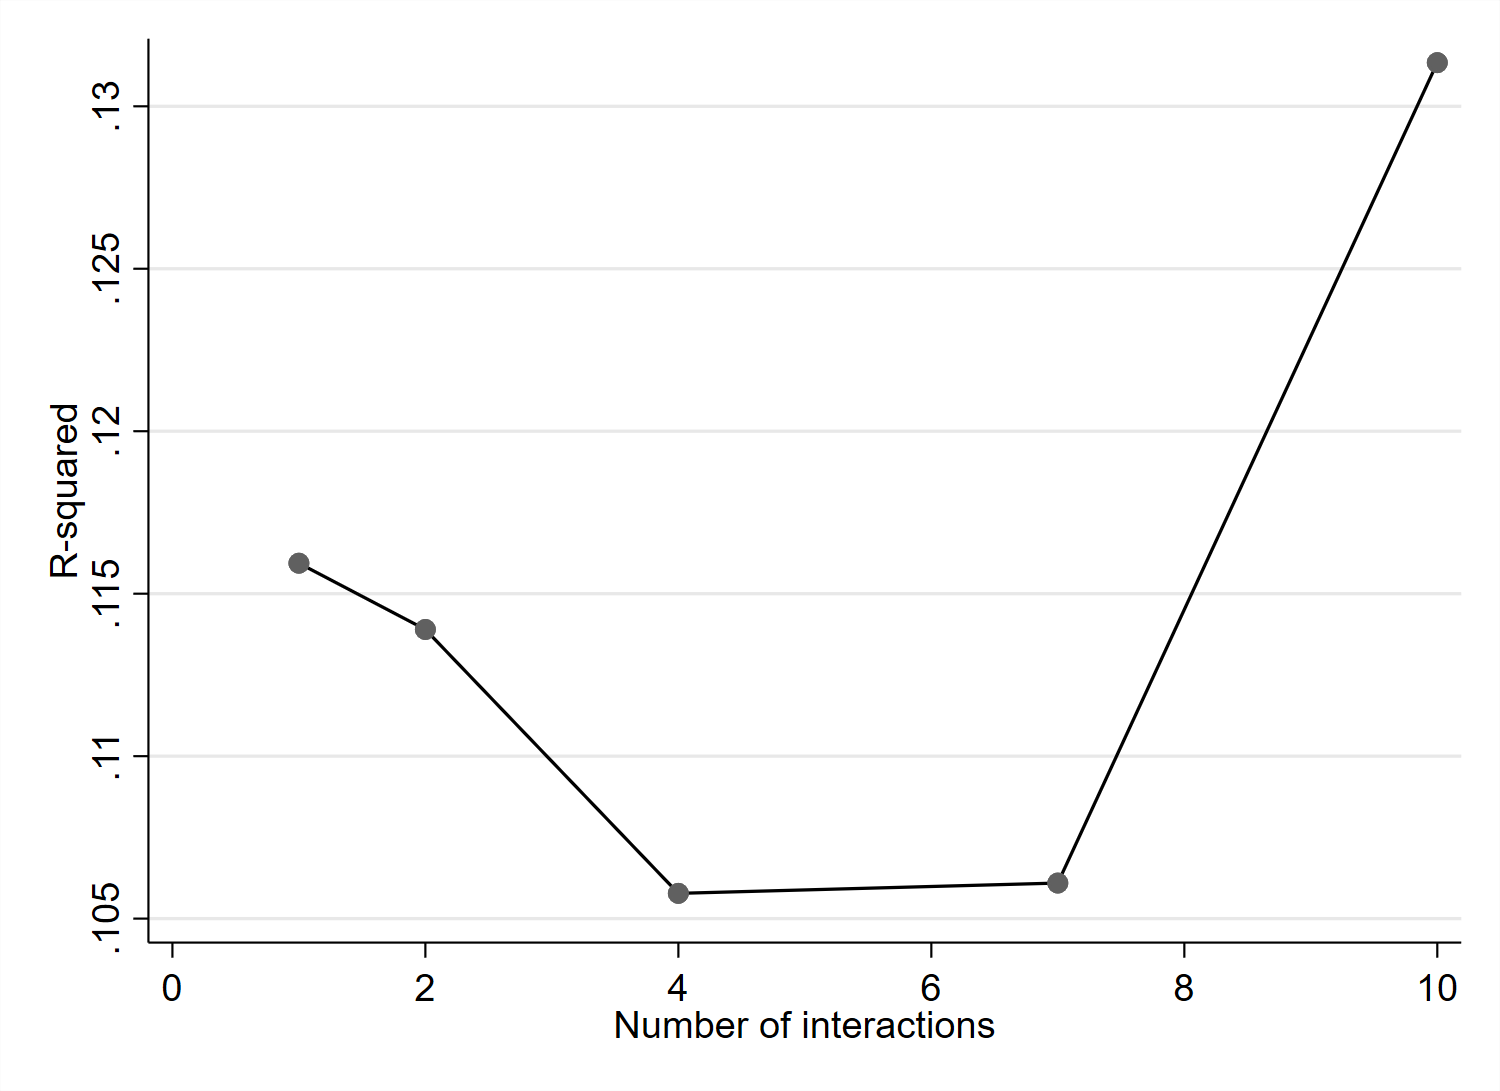 R-squared
.13
.125
.12
.115
.11
.105
0 2 4 6 8 10
Number of interactions